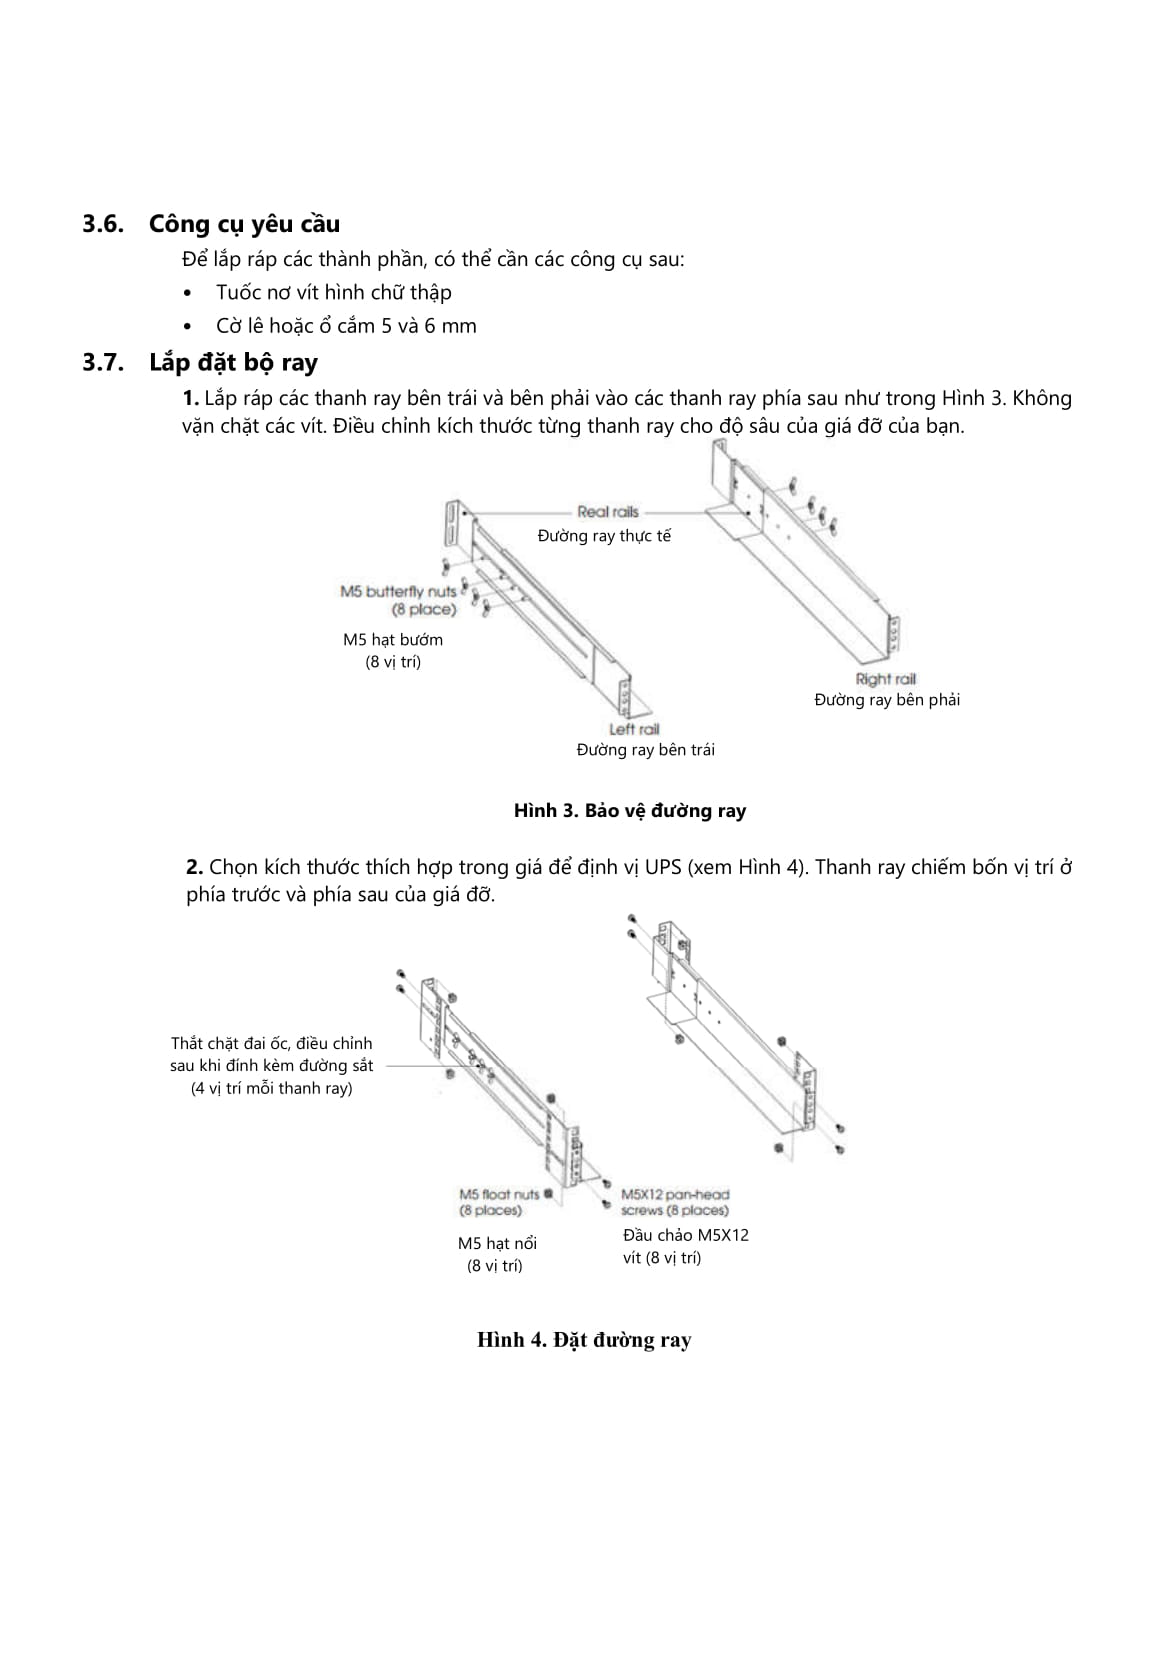 3.6. Công cụ yêu cầu
Để lắp ráp các thành phần, có thể cần các công cụ sau:
• Tuốc nơ vít hình chữ thập
• Cờ lê hoặc ổ cắm 5 và 6 mm
3.7. Lắp đặt bộ ray
1. Lắp ráp các thanh ray bên trái và bên phải vào các thanh ray phía sau như trong Hình 3. Không
vặn chặt các vít. Điều chỉnh kích thước từng thanh ray cho độ sâu của giá đỡ của bạn.
Real rails
Đường ray thực tế
M5 butterfly nuts
(8 place)
M5 hạt bướm
(8 vị trí)
Right rail
Đường ray bên phải
Left rail
Đường ray bên trái
Hình 3. Bảo vệ đường ray
2. Chọn kích thước thích hợp trong giá để định vị UPS (xem Hình 4). Thanh ray chiếm bốn vị trí ở
phía trước và phía sau của giá đỡ.
Thắt chặt đai ốc, điều chỉnh
sau khi đính kèm đường sắt
(4 vị trí mỗi thanh ray)
M5 float nuts
(8 places)
M5 hạt nổi
(8 vị trí)
M5X12 pan-head
screws (8 places)
Đầu chảo M5X12
vít (8 vị trí)
Hình 4. Đặt đường ray